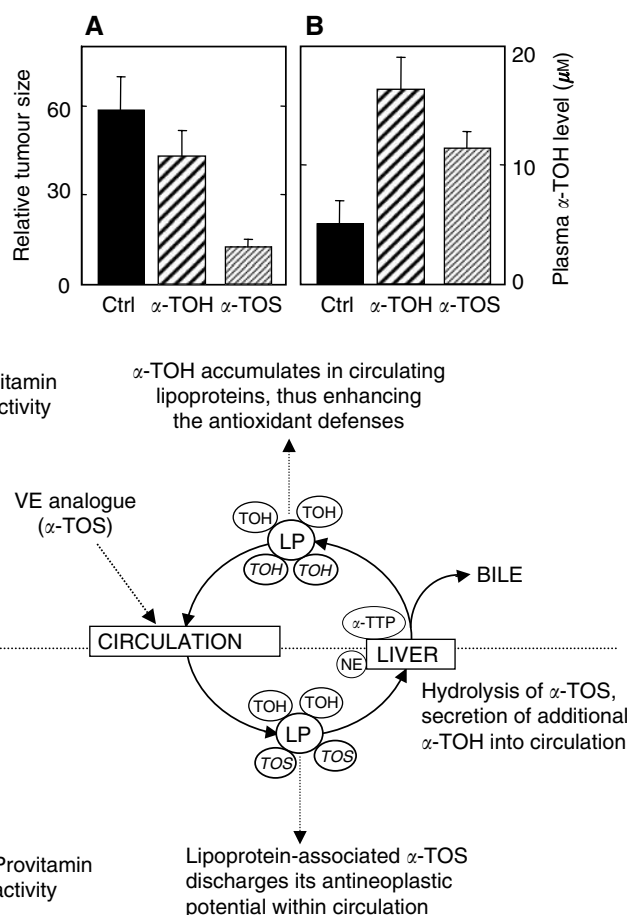 A
B
Relative tumour size
60
30
0
Ctrl α-TOH α-TOS
20
10
0
Plasma α-TOH level (μM)
Ctrl α-TOH α-TOS
itamin
ctivity
α-TOH accumulates in circulating
lipoproteins, thus enhancing
the antioxidant defenses
VE analogue
(α-TOS)
TOH
TOH
LP
TOH
TOH
BILE
α-TTP
CIRCULATION
LIVER
NE
TOH
TOH
LP
TOS
TOS
Hydrolysis of α-TOS,
secretion of additional
α-TOH into circulation
Provitamin
activity
Lipoprotein-associated α-TOS
discharges its antineoplastic
potential within circulation